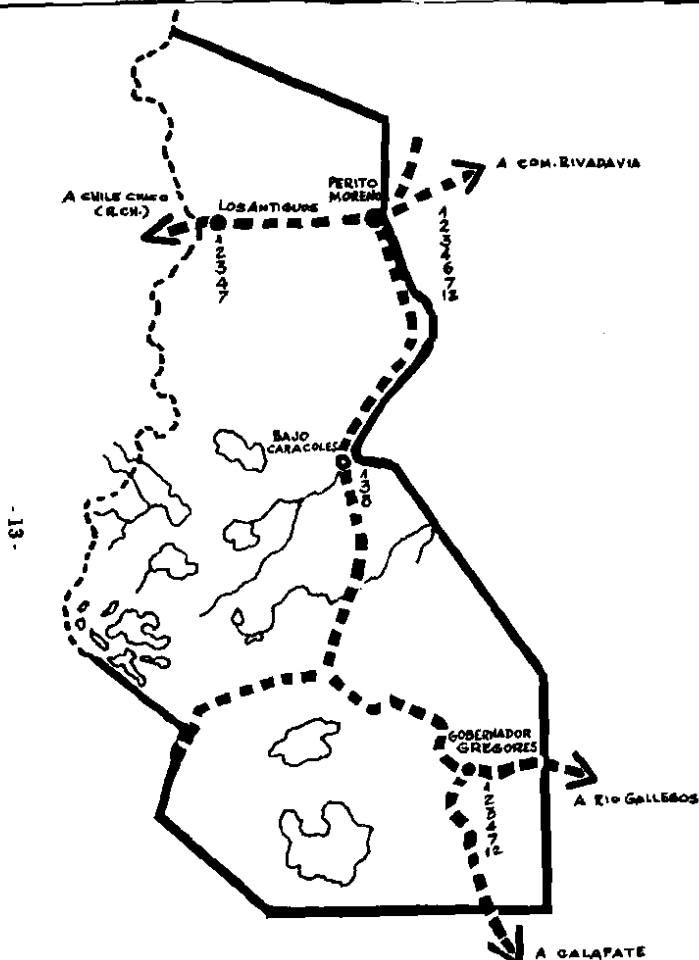 A COM. RIVADAVIA
PERITO
MORENO
A CHILE CHICO
(R.CH.)
LOS ANTIGUOS
1
2
3
4
7
1
2
3
4
6
7
12
BAJO
CARACOLES
1
3
- 13 -
GOBERNADOR
GREGORES
A RIO GALLEGOS
1
2
3
4
7
12
A CALAFATE